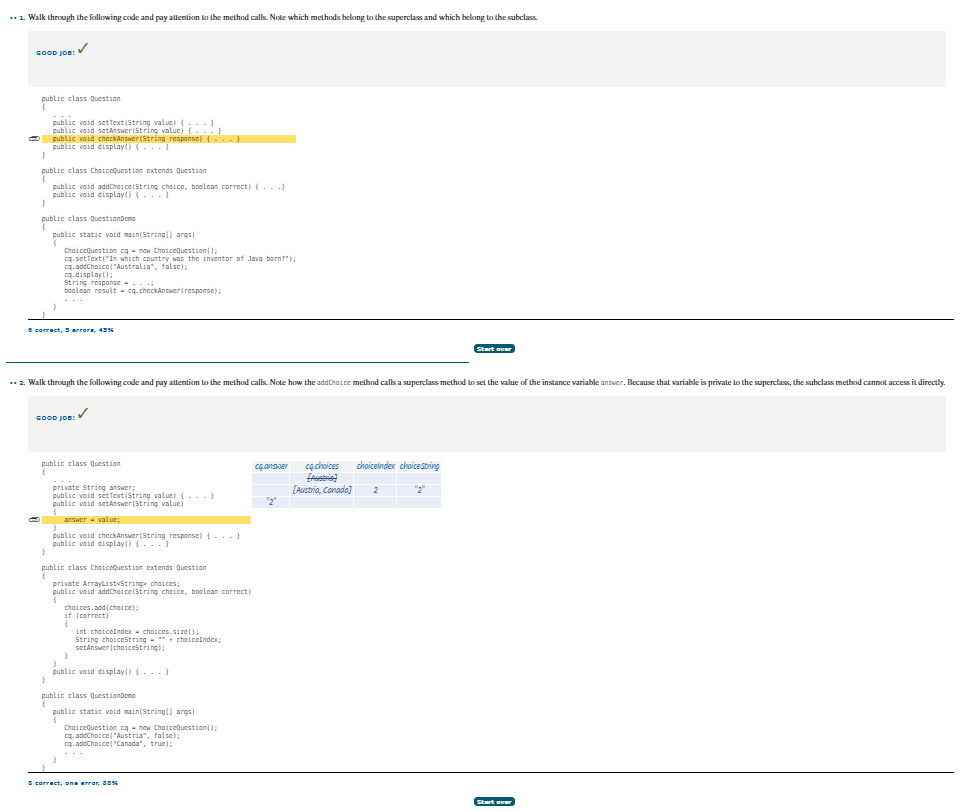 •• 1. Walk through the following code and pay attention to the method calls. Note which methods belong to the superclass and which belong to the subclass.
GOOD JOB! ✓
public class Question
{
. . .
public void setText(String value) { . . . }
public void setAnswer(String value) { . . . }
public void checkAnswer(String response) { . . . }
public void display() { . . . }
}
public class ChoiceQuestion extends Question
{
public void addChoice(String choice, boolean correct) { . . .}
public void display() { . . . }
}
public class QuestionDemo
{
public static void main(String[] args)
{
ChoiceQuestion cq = new ChoiceQuestion();
cq.setText("In which country was the inventor of Java born?");
cq.addChoice("Australia", false);
cq.display();
String response = . . .;
boolean result = cq.checkAnswer(response);
. . .
}
}
6 correct, 3 errors, 43%
Start over
•• 2. Walk through the following code and pay attention to the method calls. Note how the addChoice method calls a superclass method to set the value of the instance variable answer. Because that variable is private to the superclass, the subclass method cannot access it directly.
GOOD JOB! ✓
public class Question
{
. . .
private String answer;
public void setText(String value) { . . . }
public void setAnswer(String value)
{
answer = value;
}
public void checkAnswer(String response) { . . . }
public void display() { . . . }
}
public class ChoiceQuestion extends Question
{
private ArrayList<String> choices;
public void addChoice(String choice, boolean correct)
{
choices.add(choice);
if (correct)
{
int choiceIndex = choices.size();
String choiceString = "" + choiceIndex;
setAnswer(choiceString);
}
}
public void display() { . . . }
}
public class QuestionDemo
{
public static void main(String[] args)
{
ChoiceQuestion cq = new ChoiceQuestion();
cq.addChoice("Austria", false);
cq.addChoice("Canada", true);
. . .
}
}
cq.answer cq.choices choiceIndex choiceString
[Austria]
[Austria, Canada] 2 "2"
"2"
8 correct, one error, 88%
Start over